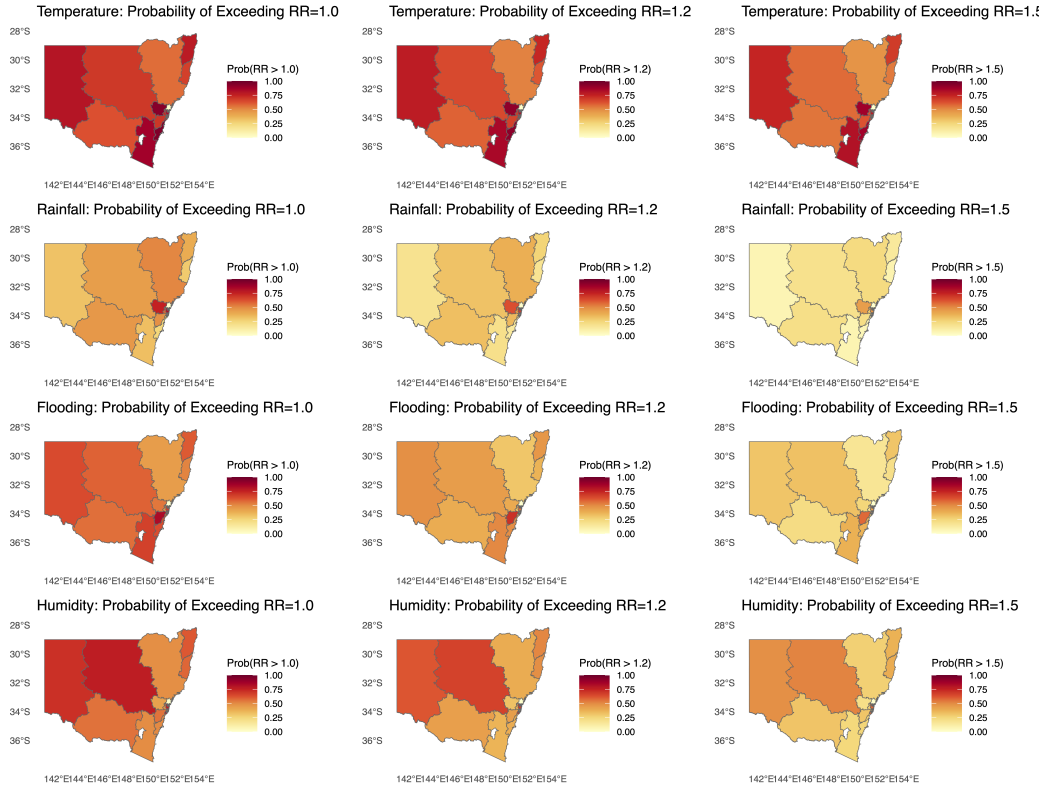 Temperature: Probability of Exceeding RR=1.0
28°S
30°S
32°S
34°S
36°S
142°E144°E146°E148°E150°E152°E154°E
Prob(RR > 1.0)
1.00
0.75
0.50
0.25
0.00
Temperature: Probability of Exceeding RR=1.2
28°S
30°S
32°S
34°S
36°S
142°E144°E146°E148°E150°E152°E154°E
Prob(RR > 1.2)
1.00
0.75
0.50
0.25
0.00
Temperature: Probability of Exceeding RR=1.5
28°S
30°S
32°S
34°S
36°S
142°E144°E146°E148°E150°E152°E154°E
Prob(RR > 1.5)
1.00
0.75
0.50
0.25
0.00
Rainfall: Probability of Exceeding RR=1.0
28°S
30°S
32°S
34°S
36°S
142°E144°E146°E148°E150°E152°E154°E
Prob(RR > 1.0)
1.00
0.75
0.50
0.25
0.00
Rainfall: Probability of Exceeding RR=1.2
28°S
30°S
32°S
34°S
36°S
142°E144°E146°E148°E150°E152°E154°E
Prob(RR > 1.2)
1.00
0.75
0.50
0.25
0.00
Rainfall: Probability of Exceeding RR=1.5
28°S
30°S
32°S
34°S
36°S
142°E144°E146°E148°E150°E152°E154°E
Prob(RR > 1.5)
1.00
0.75
0.50
0.25
0.00
Flooding: Probability of Exceeding RR=1.0
28°S
30°S
32°S
34°S
36°S
142°E144°E146°E148°E150°E152°E154°E
Prob(RR > 1.0)
1.00
0.75
0.50
0.25
0.00
Flooding: Probability of Exceeding RR=1.2
28°S
30°S
32°S
34°S
36°S
142°E144°E146°E148°E150°E152°E154°E
Prob(RR > 1.2)
1.00
0.75
0.50
0.25
0.00
Flooding: Probability of Exceeding RR=1.5
28°S
30°S
32°S
34°S
36°S
142°E144°E146°E148°E150°E152°E154°E
Prob(RR > 1.5)
1.00
0.75
0.50
0.25
0.00
Humidity: Probability of Exceeding RR=1.0
28°S
30°S
32°S
34°S
36°S
142°E144°E146°E148°E150°E152°E154°E
Prob(RR > 1.0)
1.00
0.75
0.50
0.25
0.00
Humidity: Probability of Exceeding RR=1.2
28°S
30°S
32°S
34°S
36°S
142°E144°E146°E148°E150°E152°E154°E
Prob(RR > 1.2)
1.00
0.75
0.50
0.25
0.00
Humidity: Probability of Exceeding RR=1.5
28°S
30°S
32°S
34°S
36°S
142°E144°E146°E148°E150°E152°E154°E
Prob(RR > 1.5)
1.00
0.75
0.50
0.25
0.00